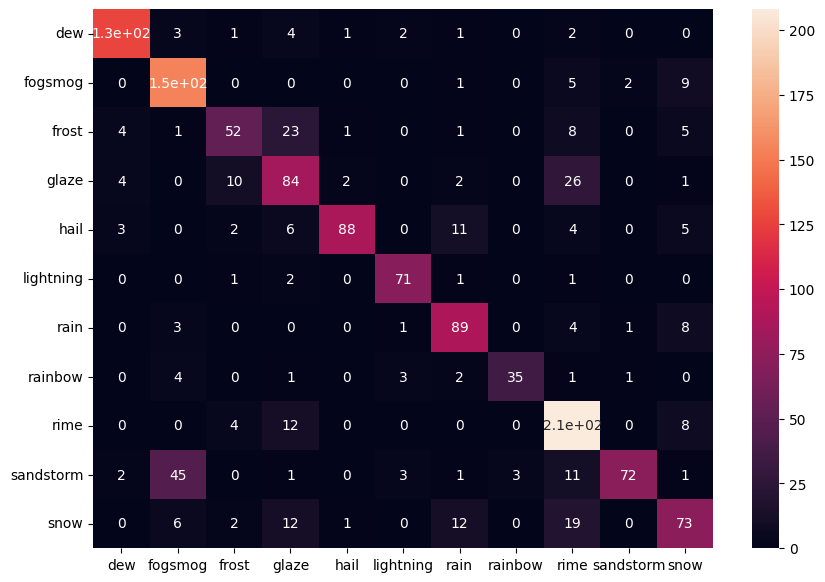 dew 1.3e+02 3 1 4 1 2 1 0 2 0 0
fogsmog 0 1.5e+02 0 0 0 0 1 0 5 2 9
frost 4 1 52 23 1 0 1 0 8 0 5
glaze 4 0 10 84 2 0 2 0 26 0 1
hail 3 0 2 6 88 0 11 0 4 0 5
lightning 0 0 1 2 0 71 1 0 1 0 0
rain 0 3 0 0 0 1 89 0 4 1 8
rainbow 0 4 0 1 0 3 2 35 1 1 0
rime 0 0 4 12 0 0 0 0 2.1e+02 0 8
sandstorm 2 45 0 1 0 3 1 3 11 72 1
snow 0 6 2 12 1 0 12 0 19 0 73
dew fogsmog frost glaze hail lightning rain rainbow rime sandstorm snow
200
175
150
125
100
75
50
25
0